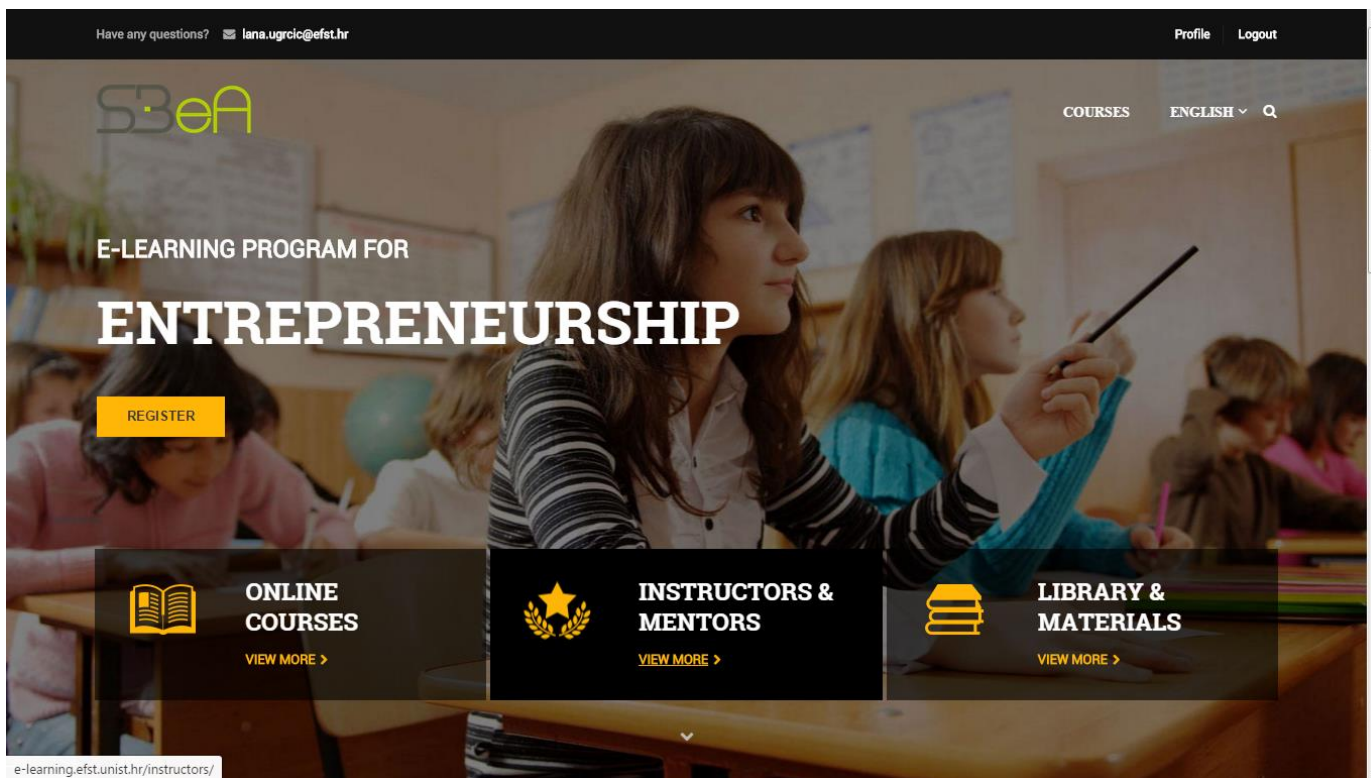 Have any questions? lana.ugrcic@efst.hr Profile Logout
S3eA
COURSES ENGLISH
E-LEARNING PROGRAM FOR
ENTREPRENEURSHIP
REGISTER
ONLINE
COURSES
VIEW MORE >
INSTRUCTORS &
MENTORS
VIEW MORE >
LIBRARY &
MATERIALS
VIEW MORE >
e-learning.efst.unist.hr/instructors/